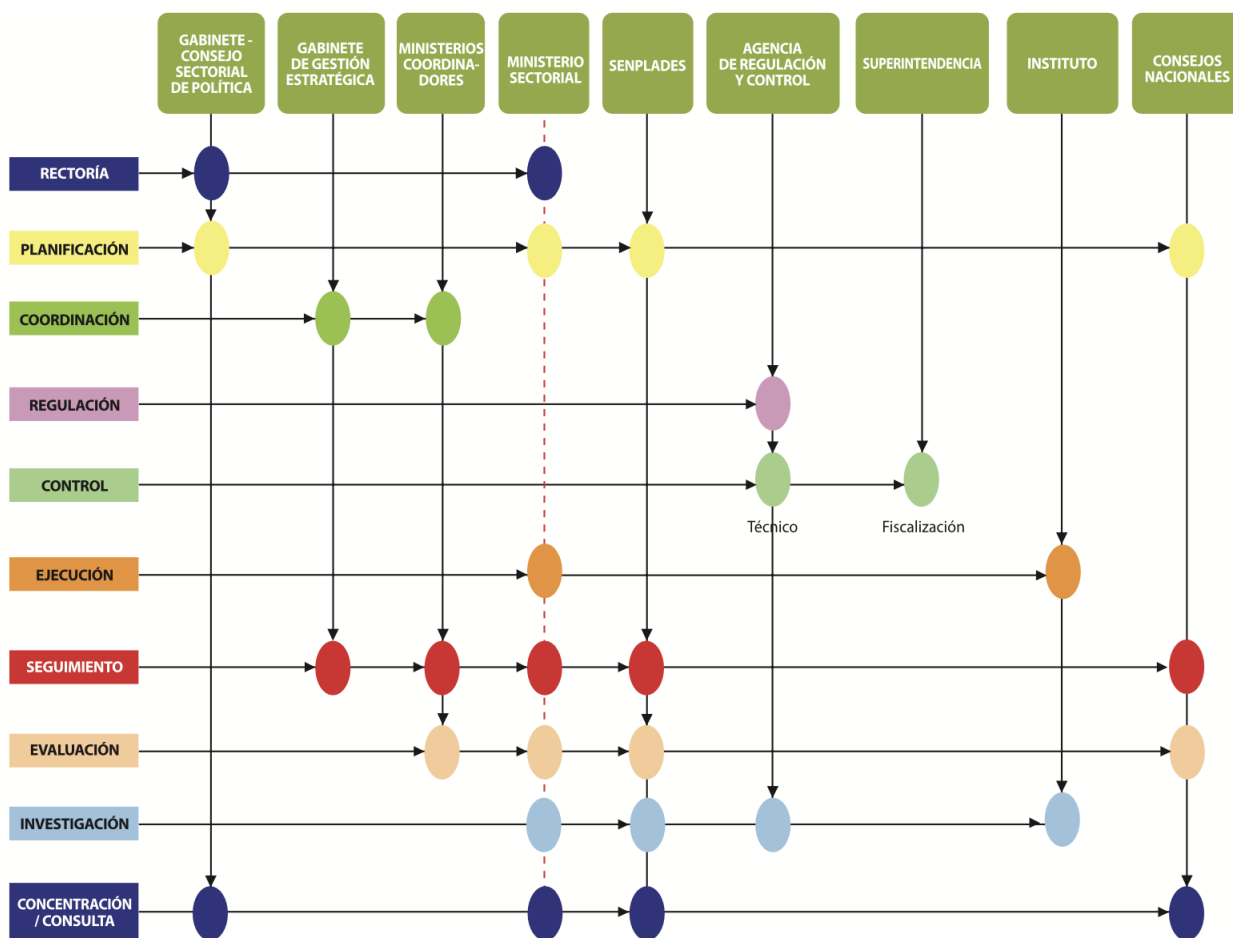 GABINETE -
CONSEJO
SECTORIAL
DE POLÍTICA
GABINETE
DE GESTIÓN
ESTRATÉGICA
MINISTERIOS
COORDINA-
DORES
MINISTERIO
SECTORIAL
SENPLADES
AGENCIA
DE REGULACIÓN
Y CONTROL
SUPERINTENDENCIA
INSTITUTO
CONSEJOS
NACIONALES
RECTORÍA
PLANIFICACIÓN
COORDINACIÓN
REGULACIÓN
CONTROL
Técnico
Fiscalización
EJECUCIÓN
SEGUIMIENTO
EVALUACIÓN
INVESTIGACIÓN
CONCENTRACIÓN
/ CONSULTA